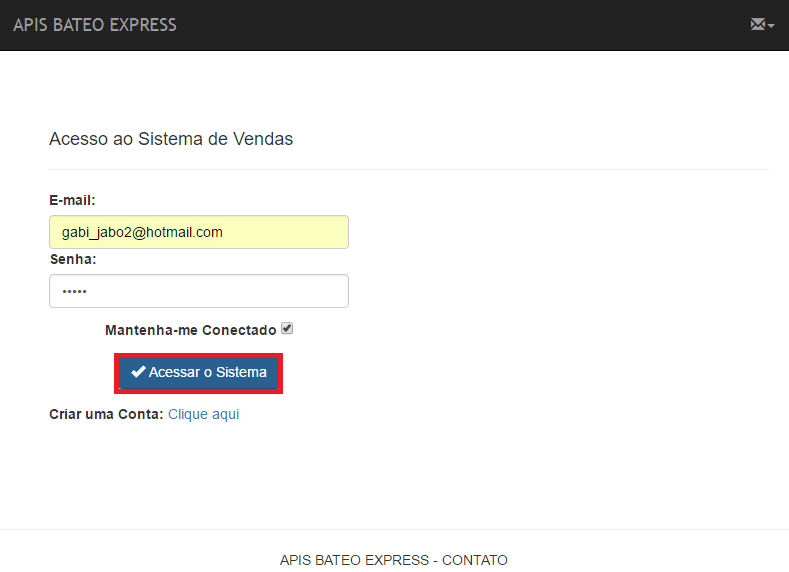 APIS BATEO EXPRESS
Acesso ao Sistema de Vendas
E-mail:
gabi_jabo2@hotmail.com
Senha:
•••••
Mantenha-me Conectado
Acessar o Sistema
Criar uma Conta: Clique aqui
APIS BATEO EXPRESS - CONTATO